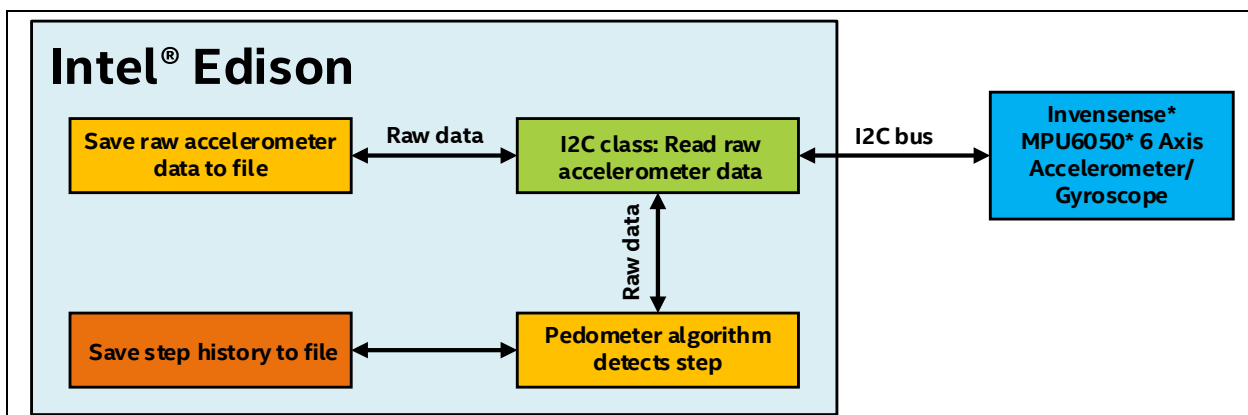 Intel® Edison
Save raw accelerometer
data to file
Raw data
I2C class: Read raw
accelerometer data
I2C bus
Invensense*
MPU6050* 6 Axis
Accelerometer/
Gyroscope
Raw data
Save step history to file
Pedometer algorithm
detects step